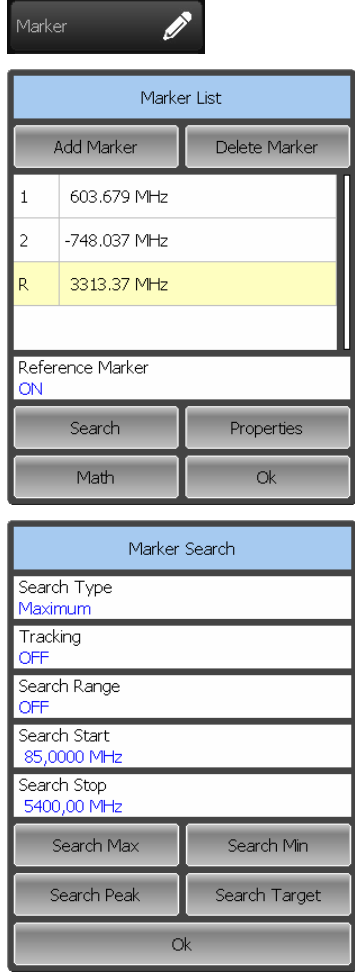 Marker
Marker List
Add Marker Delete Marker
1 603.679 MHz
2 -748.037 MHz
R 3313.37 MHz
Reference Marker
ON
Search Properties
Math Ok
Marker Search
Search Type
Maximum
Tracking
OFF
Search Range
OFF
Search Start
85,0000 MHz
Search Stop
5400,00 MHz
Search Max Search Min
Search Peak Search Target
Ok